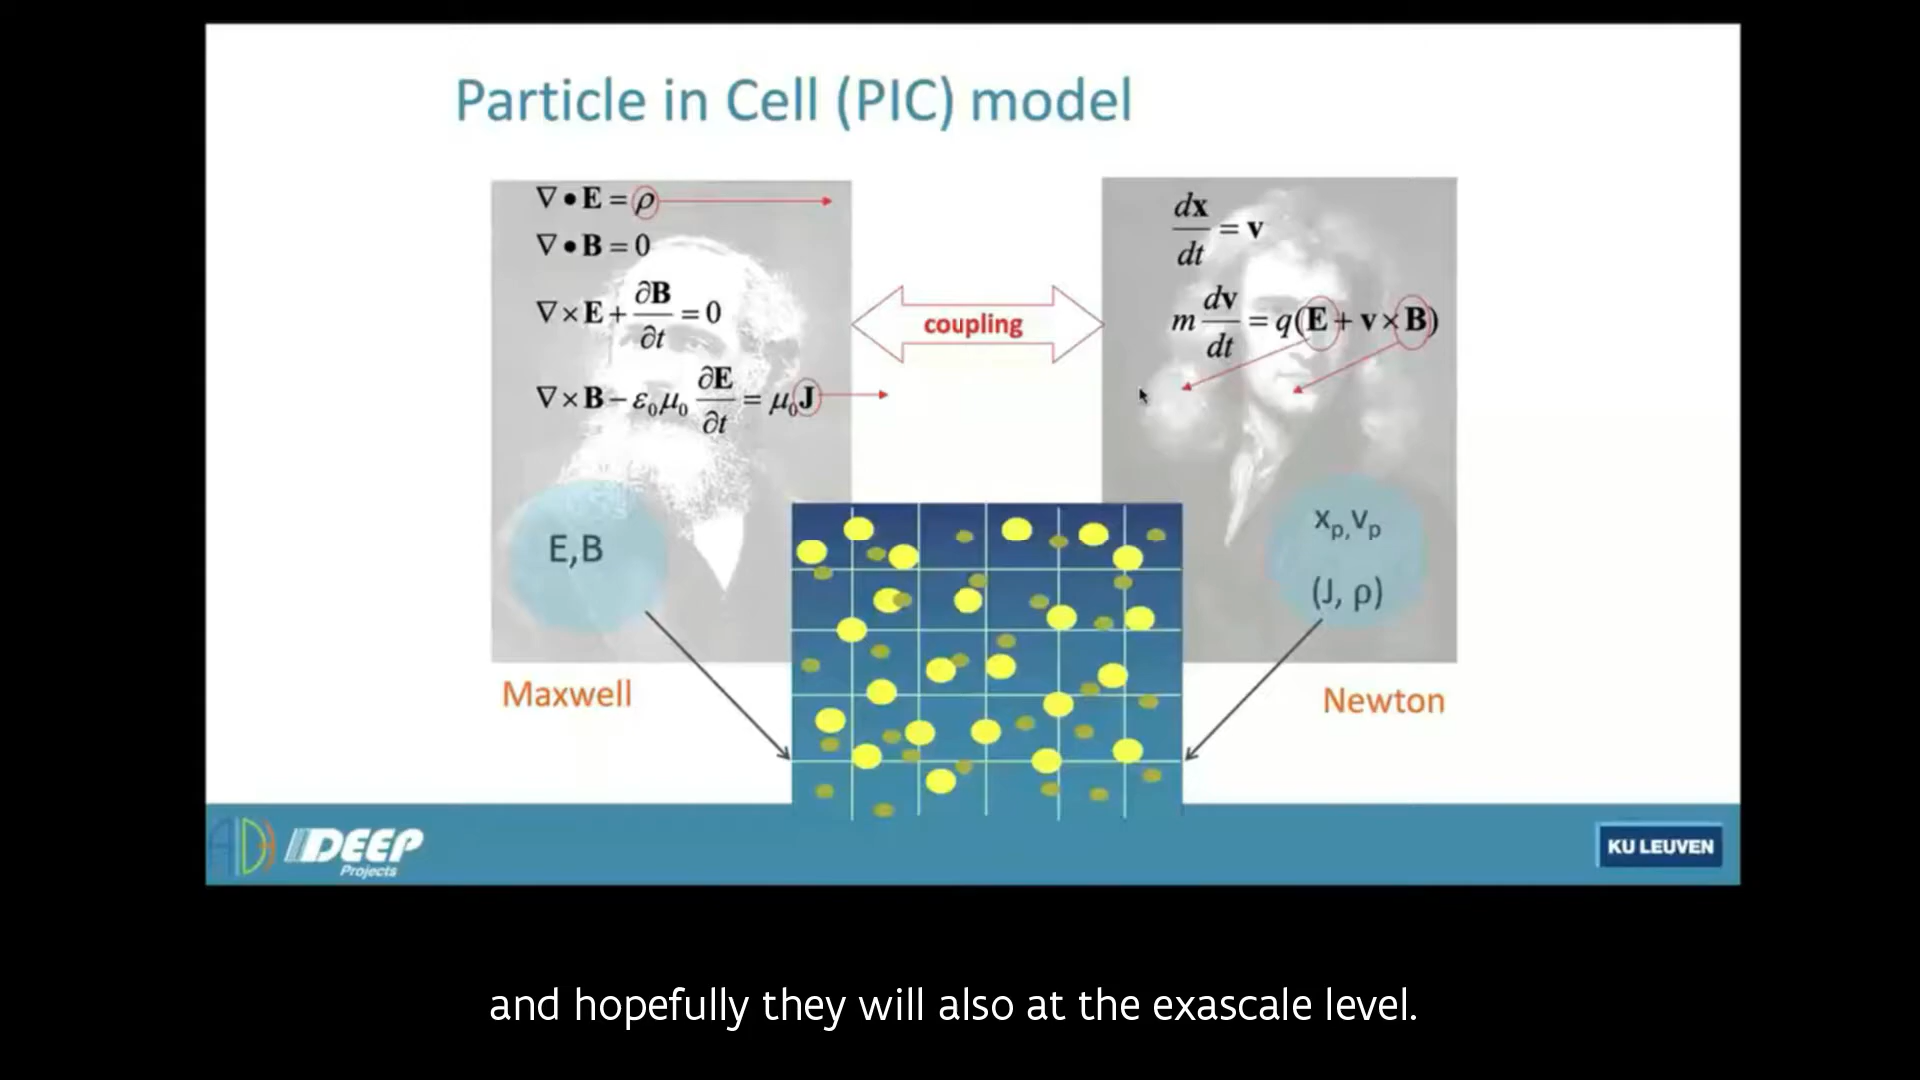 Particle in Cell (PIC) model
∇ • E = ρ
∇ • B = 0
∇ × E + ∂B/∂t = 0
∇ × B − ε₀μ₀ ∂E/∂t = μ₀J
coupling
dx/dt = v
m dv/dt = q(E + v × B)
E,B
xₚ,vₚ
(J, ρ)
Maxwell
Newton
DEEP
Projects
KU LEUVEN
and hopefully they will also at the exascale level.